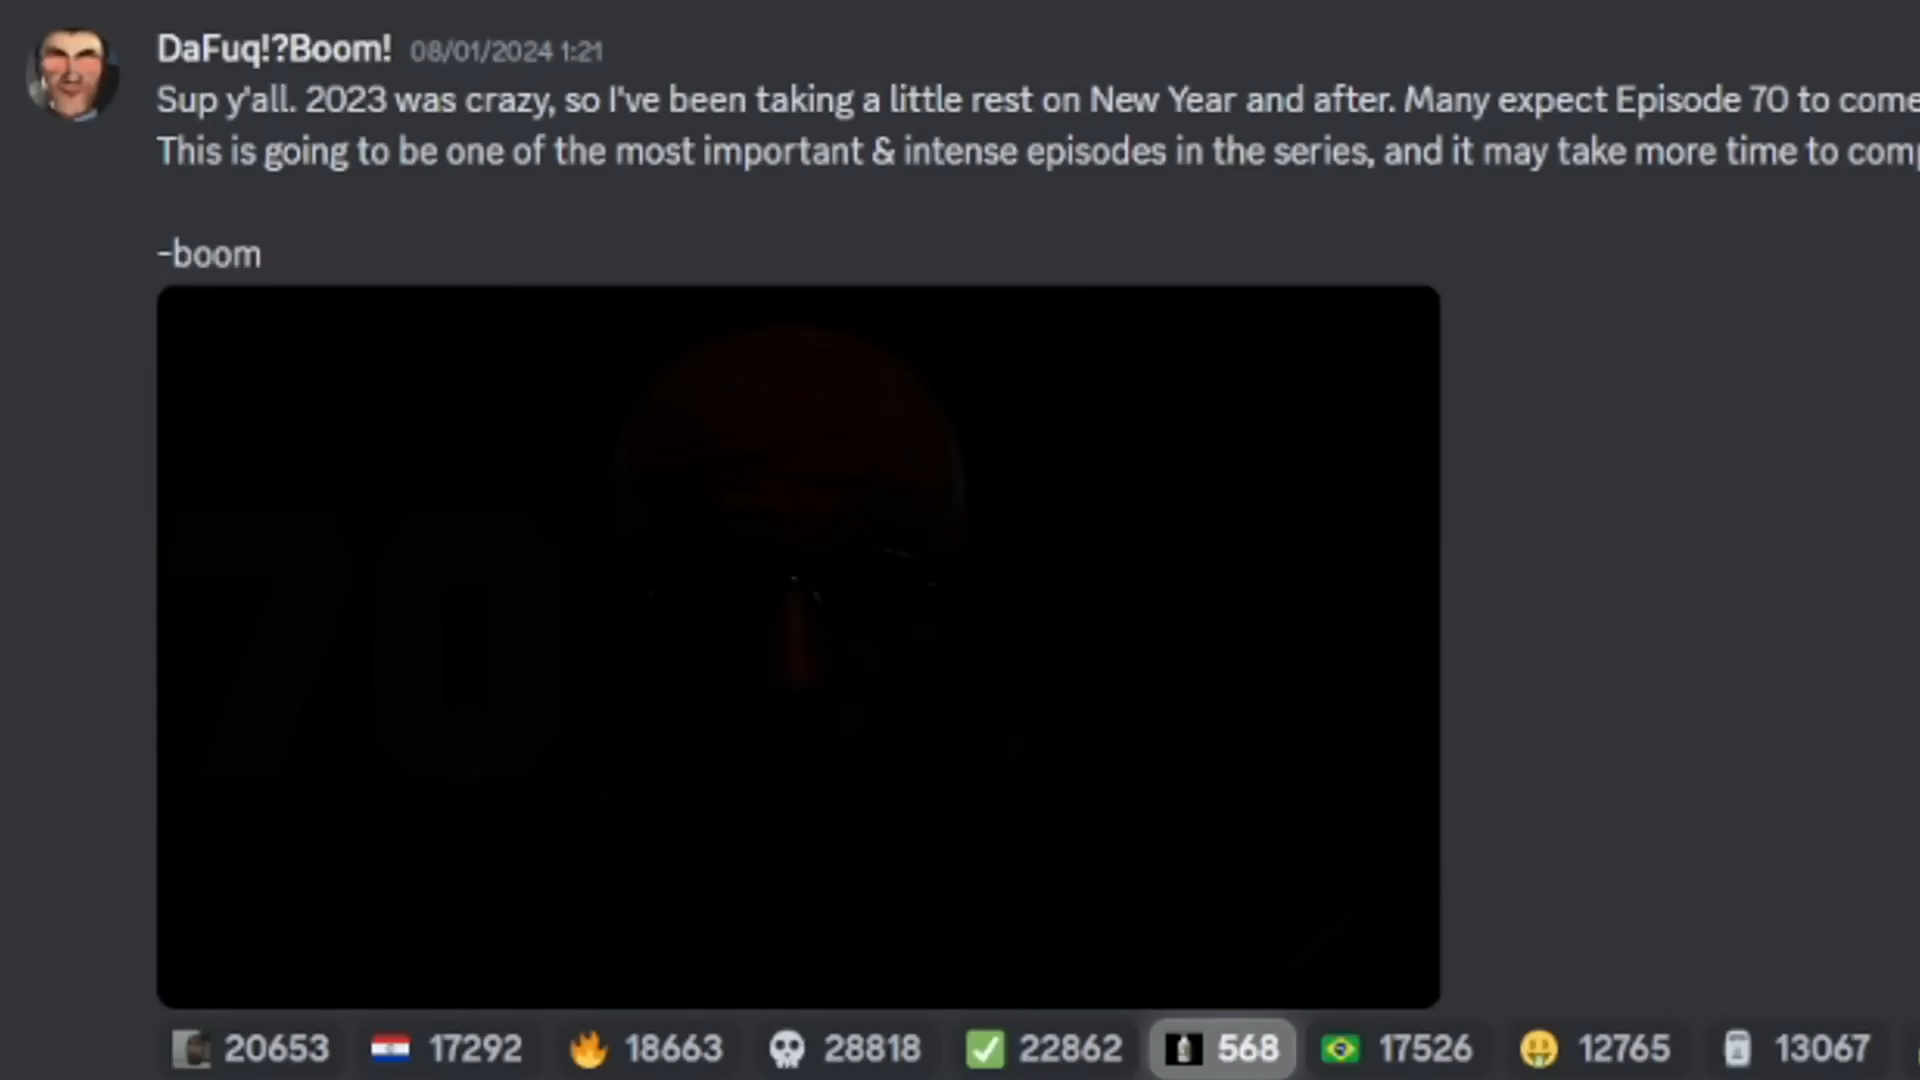 DaFuq!?Boom! 08/01/2024 1:21
Sup y'all. 2023 was crazy, so I've been taking a little rest on New Year and after. Many expect Episode 70 to come
This is going to be one of the most important & intense episodes in the series, and it may take more time to comp
-boom
70
20653 17292 18663 28818 22862 568 17526 12765 13067